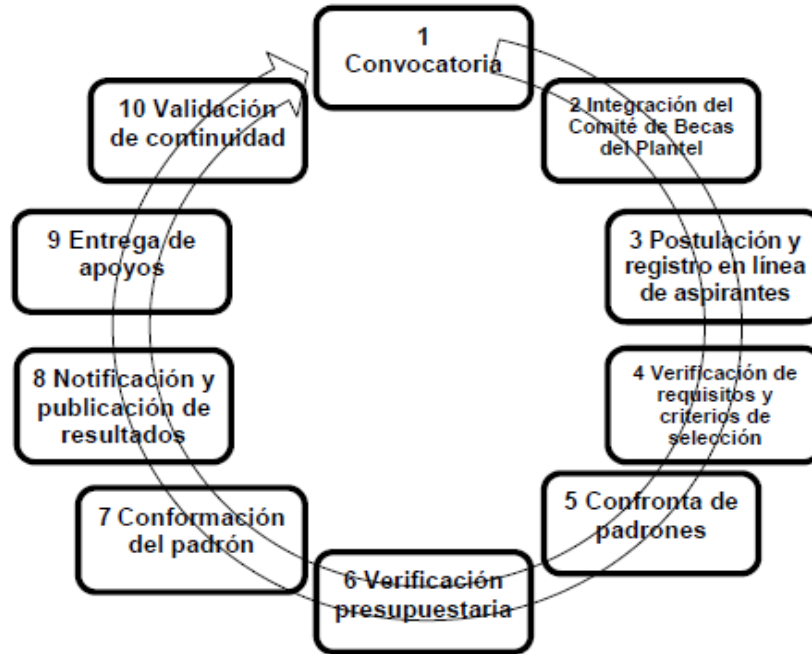 1
Convocatoria
2 Integración del
Comité de Becas
del Plantel
3 Postulación y
registro en línea
de aspirantes
4 Verificación de
requisitos y
criterios de
selección
5 Confronta de
padrones
6 Verificación
presupuestaria
7 Conformación
del padrón
8 Notificación y
publicación de
resultados
9 Entrega de
apoyos
10 Validación
de continuidad